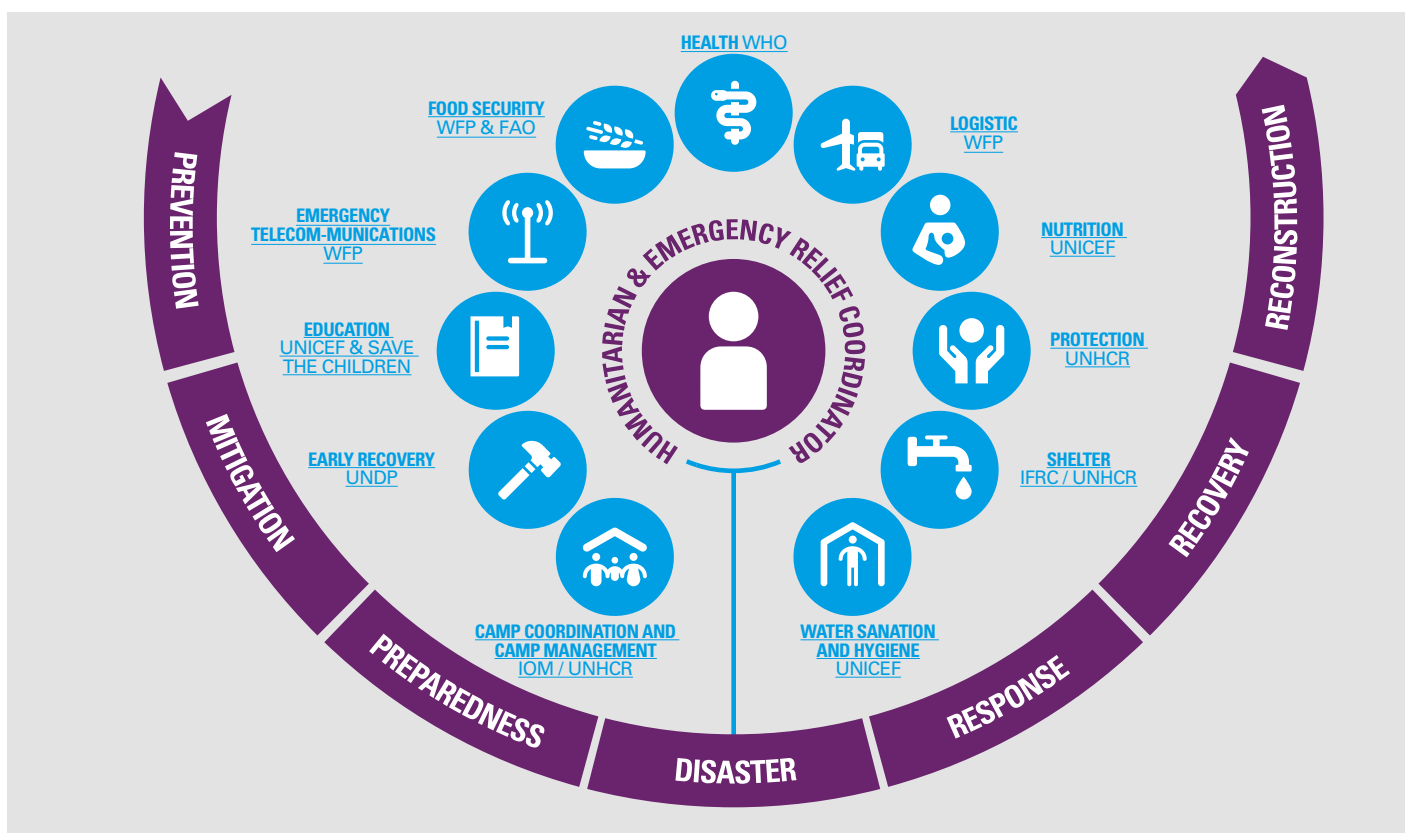 HEALTH WHO
FOOD SECURITY
WFP & FAO
LOGISTIC
WFP
EMERGENCY
TELECOM-MUNICATIONS
WFP
NUTRITION
UNICEF
EDUCATION
UNICEF & SAVE
THE CHILDREN
PROTECTION
UNHCR
EARLY RECOVERY
UNDP
SHELTER
IFRC / UNHCR
CAMP COORDINATION AND
CAMP MANAGEMENT
IOM / UNHCR
WATER SANATION
AND HYGIENE
UNICEF
HUMANITARIAN & EMERGENCY RELIEF COORDINATOR
PREVENTION
MITIGATION
PREPAREDNESS
DISASTER
RESPONSE
RECOVERY
RECONSTRUCTION